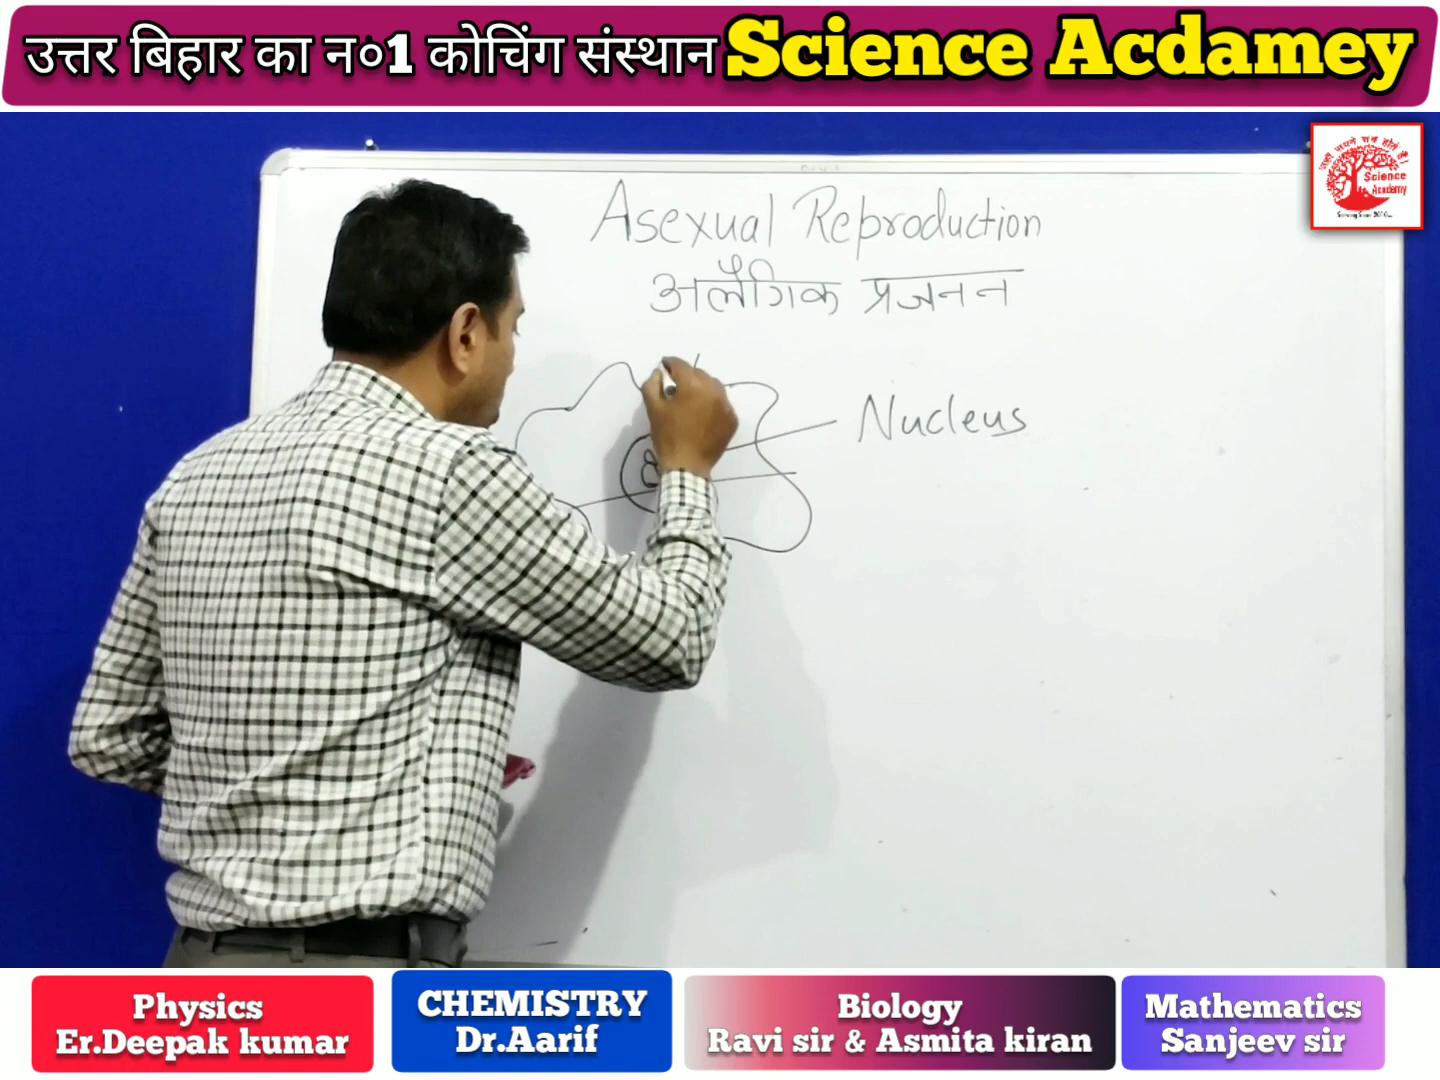 उत्तर बिहार का न०1 कोचिंग संस्थान Science Acdamey
Science
Academy
Asexual Reproduction
अलैंगिक प्रजनन
Nucleus
Physics
Er.Deepak kumar
CHEMISTRY
Dr.Aarif
Biology
Ravi sir & Asmita kiran
Mathematics
Sanjeev sir